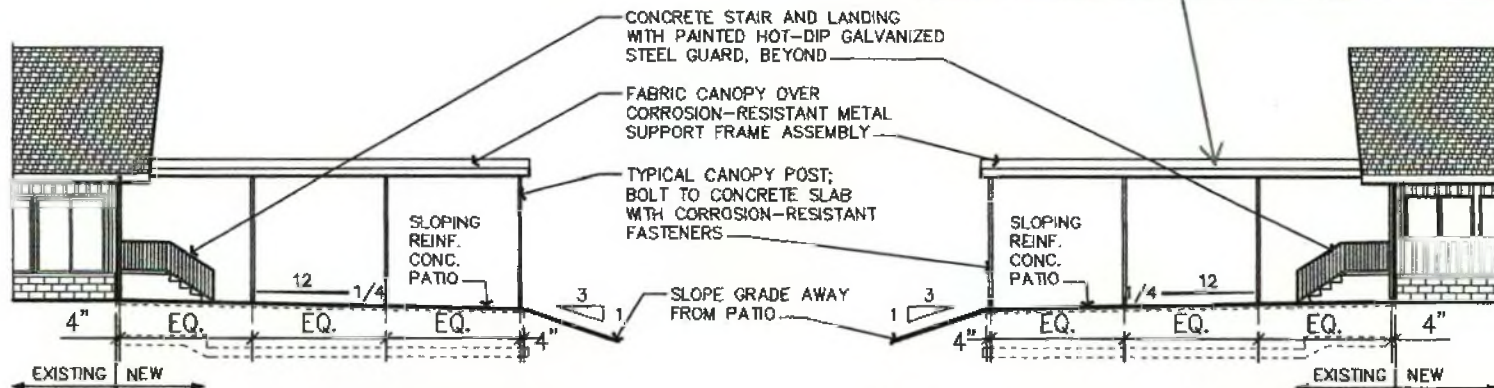 CONCRETE STAIR AND LANDING
WITH PAINTED HOT-DIP GALVANIZED
STEEL GUARD, BEYOND
FABRIC CANOPY OVER
CORROSION-RESISTANT METAL
SUPPORT FRAME ASSEMBLY
TYPICAL CANOPY POST;
BOLT TO CONCRETE SLAB
WITH CORROSION-RESISTANT
FASTENERS
SLOPING
REINF.
CONC.
PATIO
SLOPING
REINF.
CONC.
PATIO
12
1/4
3
1
SLOPE GRADE AWAY
FROM PATIO
3
1
1/4
12
4"
EQ.
EQ.
EQ.
4"
4"
EQ.
EQ.
EQ.
4"
EXISTING
NEW
EXISTING
NEW